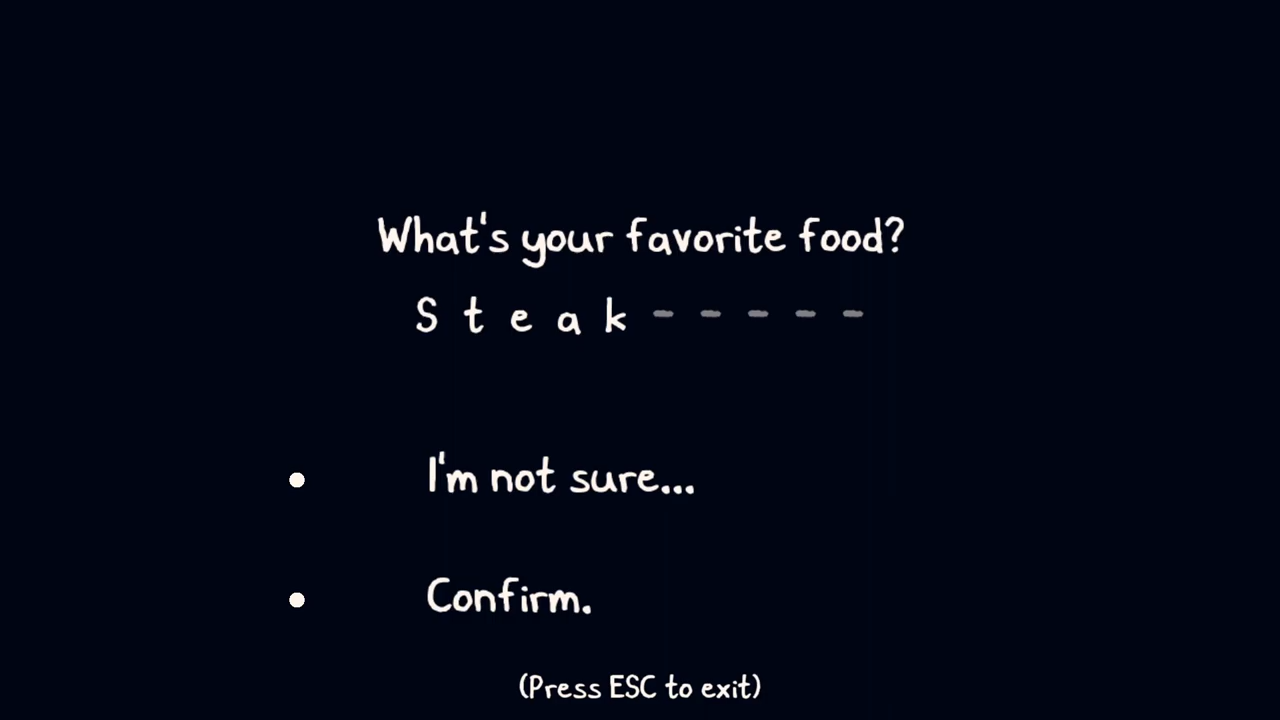 What's your favorite food?
S t e a k - - - - -
• I'm not sure...
• Confirm.
(Press ESC to exit)